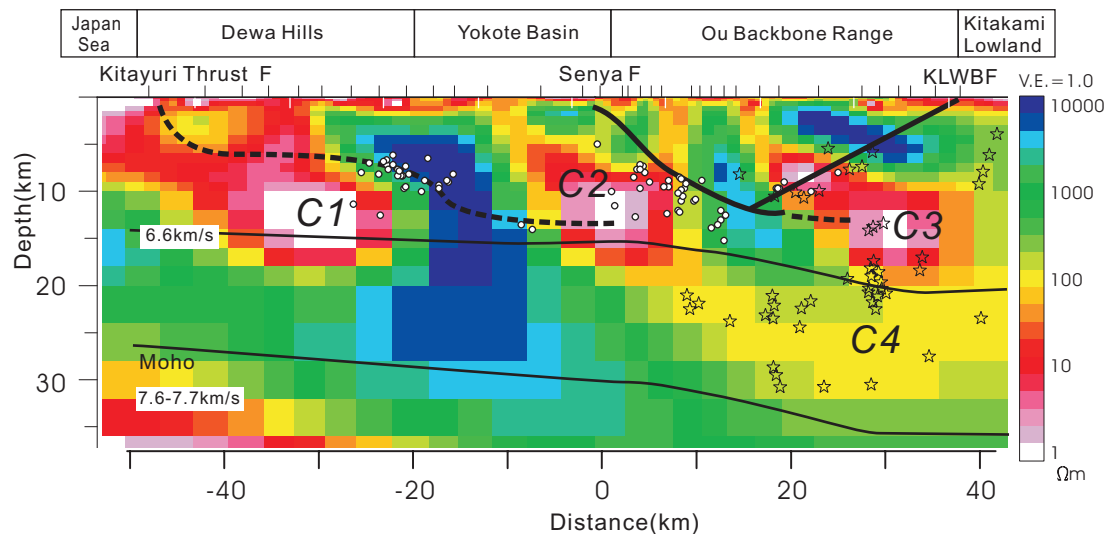 Japan Sea
Dewa Hills
Yokote Basin
Ou Backbone Range
Kitakami Lowland
Kitayuri Thrust F
Senya F
KLWBF
V.E.=1.0
Depth(km)
10
20
30
C1
C2
C3
C4
6.6km/s
Moho
7.6-7.7km/s
10000
1000
100
10
1
Ωm
-40
-20
0
20
40
Distance(km)